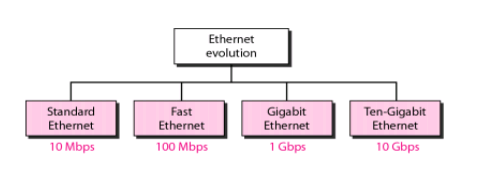 Ethernet
evolution
Standard
Ethernet
Fast
Ethernet
Gigabit
Ethernet
Ten-Gigabit
Ethernet
10 Mbps
100 Mbps
1 Gbps
10 Gbps